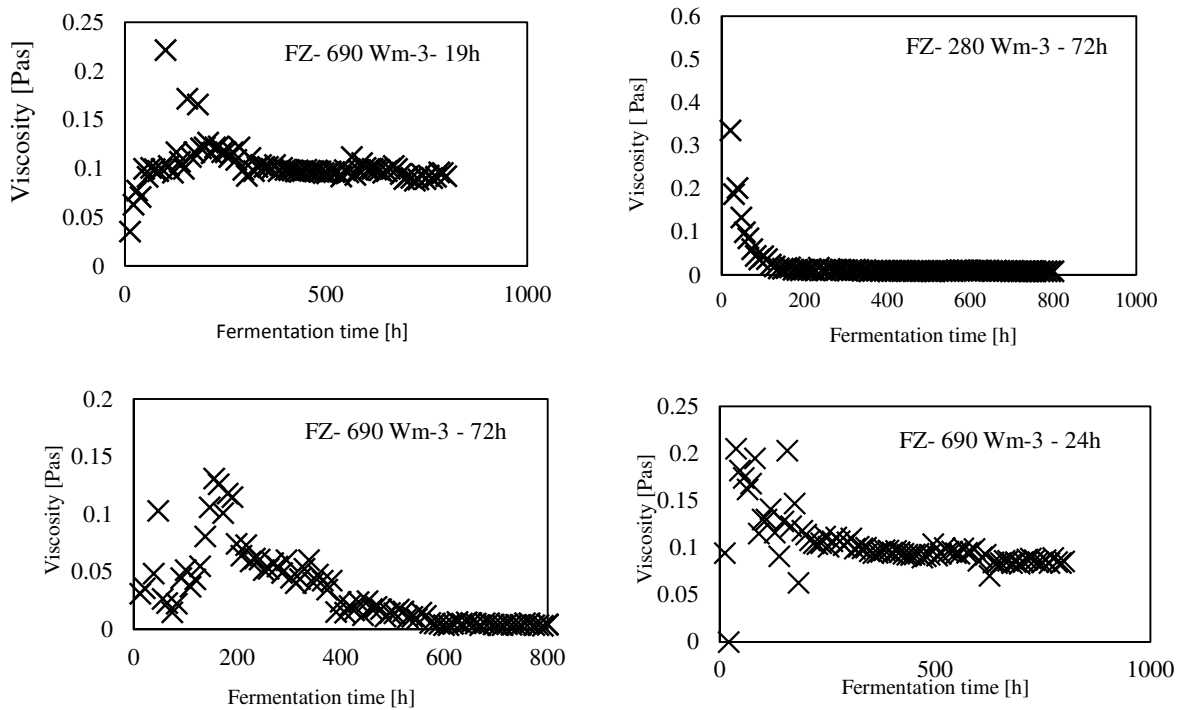 FZ- 690 Wm-3- 19h
Viscosity [Pas]
0.25
0.2
0.15
0.1
0.05
0
0 500 1000
Fermentation time [h]
FZ- 280 Wm-3 - 72h
Viscosity [ Pas]
0.6
0.5
0.4
0.3
0.2
0.1
0
0 200 400 600 800 1000
Fermentation time [h]
FZ- 690 Wm-3 - 72h
Viscosity [Pas]
0.2
0.15
0.1
0.05
0
0 200 400 600 800
Fermentation time [h]
FZ- 690 Wm-3 - 24h
Viscosity [Pas]
0.25
0.2
0.15
0.1
0.05
0
0 500 1000
Fermentation time [h]